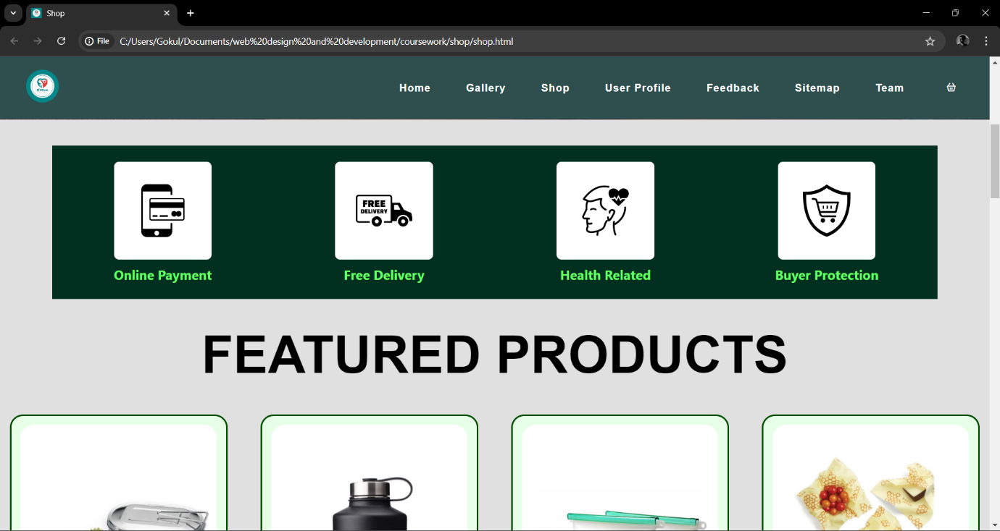 Shop
File
C:/Users/Gokul/Documents/web%20design%20and%20development/coursework/shop/shop.html
Home Gallery Shop User Profile Feedback Sitemap Team
FREE
DELIVERY
Online Payment Free Delivery Health Related Buyer Protection
FEATURED PRODUCTS